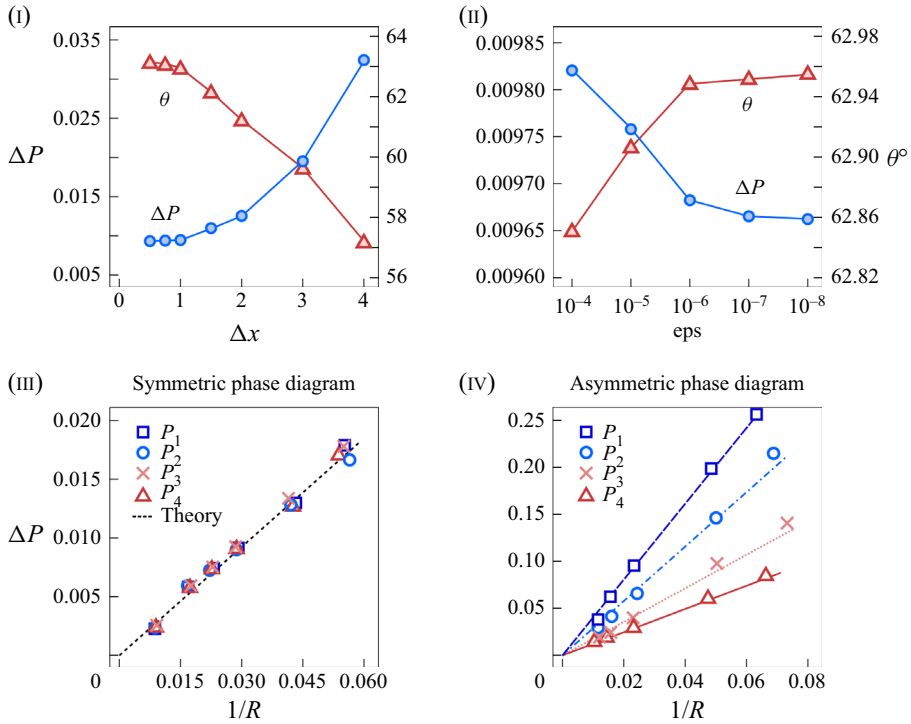 (I)
0.035
0.025
ΔP
0.015
0.005
64
62
60
58
56
θ
ΔP
0
1
2
3
4
Δx
(II)
0.00985
0.00980
0.00975
0.00970
0.00965
0.00960
62.98
62.94
62.90
θ°
62.86
62.82
θ
ΔP
10⁻⁴
10⁻⁵
10⁻⁶
10⁻⁷
10⁻⁸
eps
(III)
Symmetric phase diagram
0.020
0.015
ΔP
0.010
0.005
P₁
P₂
P₃
P₄
Theory
0
0.015
0.030
0.045
0.060
1/R
(IV)
Asymmetric phase diagram
0.25
0.20
0.15
0.10
0.05
P₁
P₂
P₃
P₄
0
0.02
0.04
0.06
0.08
1/R